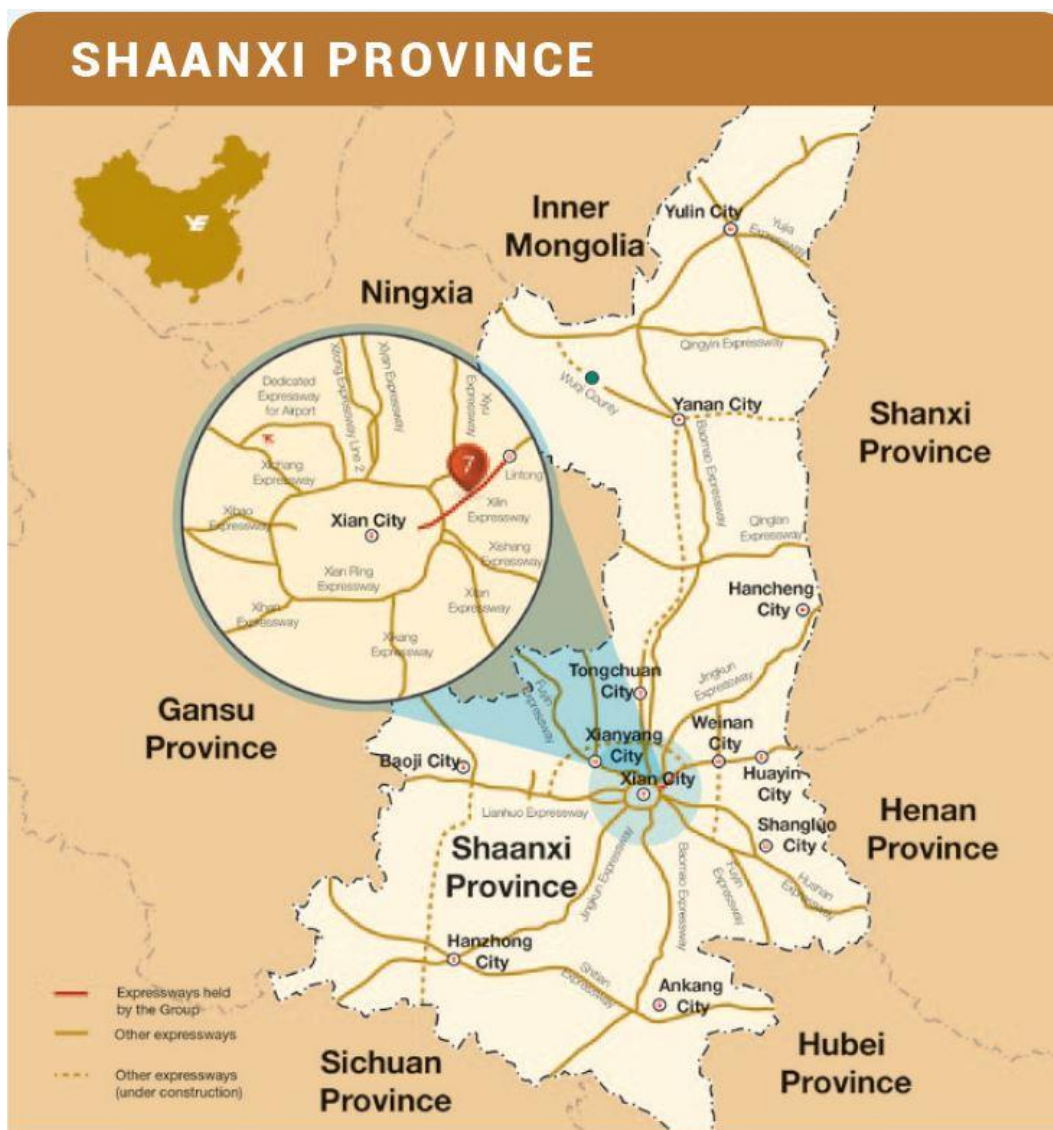 SHAANXI PROVINCE
YE
Inner
Mongolia
Ningxia
Yulin City
Yujia
Expressway
Qingyin Expressway
Wuqi County
Yanan City
Baomao Expressway
Shanxi
Province
Dedicated
Expressway
for Airport
Xitong Expressway Line 2
Xiyan Expressway
Xiyu
Expressway
7
Lintong
Xichang
Expressway
Xilin
Expressway
Xibao
Expressway
Xian City
Xishang
Expressway
Xian Ring
Expressway
Expressway
Xihan
Expressway
Xikang
Expressway
Qinglan
Expressway
Hancheng
City
Jingkun
Expressway
Tongchuan
City
Fuyin
Expressway
Gansu
Province
Weinan
City
Xianyang
City
Baoji City
Xian City
Huayin
City
Lianhuo Expressway
Henan
Province
Shangluo
City
Shaanxi
Province
Jingkun Expressway
Baomao Expressway
Fuyin
Expressway
Hushan
Expressway
Hanzhong
City
Shitian
Expressway
Ankang
City
Hubei
Province
Sichuan
Province
Expressways held
by the Group
Other expressways
Other expressways
(under construction)